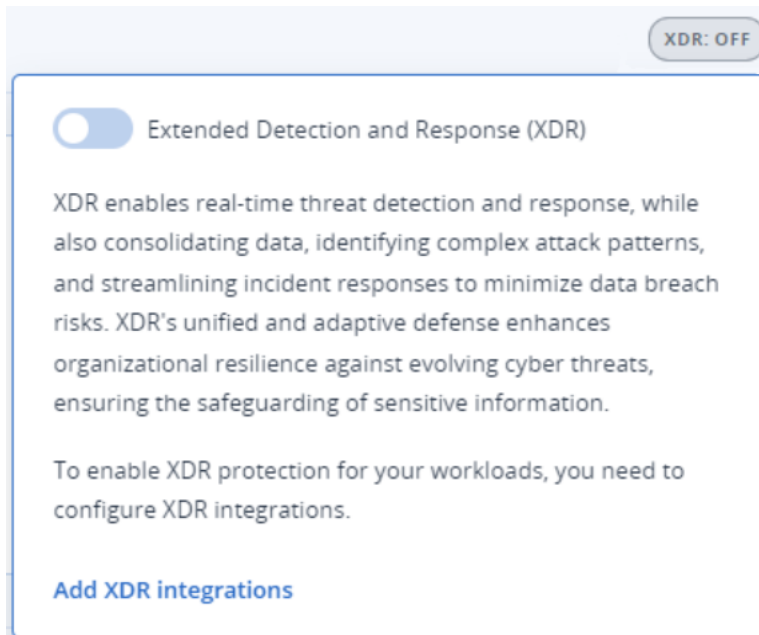 XDR: OFF
Extended Detection and Response (XDR)
XDR enables real-time threat detection and response, while
also consolidating data, identifying complex attack patterns,
and streamlining incident responses to minimize data breach
risks. XDR's unified and adaptive defense enhances
organizational resilience against evolving cyber threats,
ensuring the safeguarding of sensitive information.
To enable XDR protection for your workloads, you need to
configure XDR integrations.
Add XDR integrations